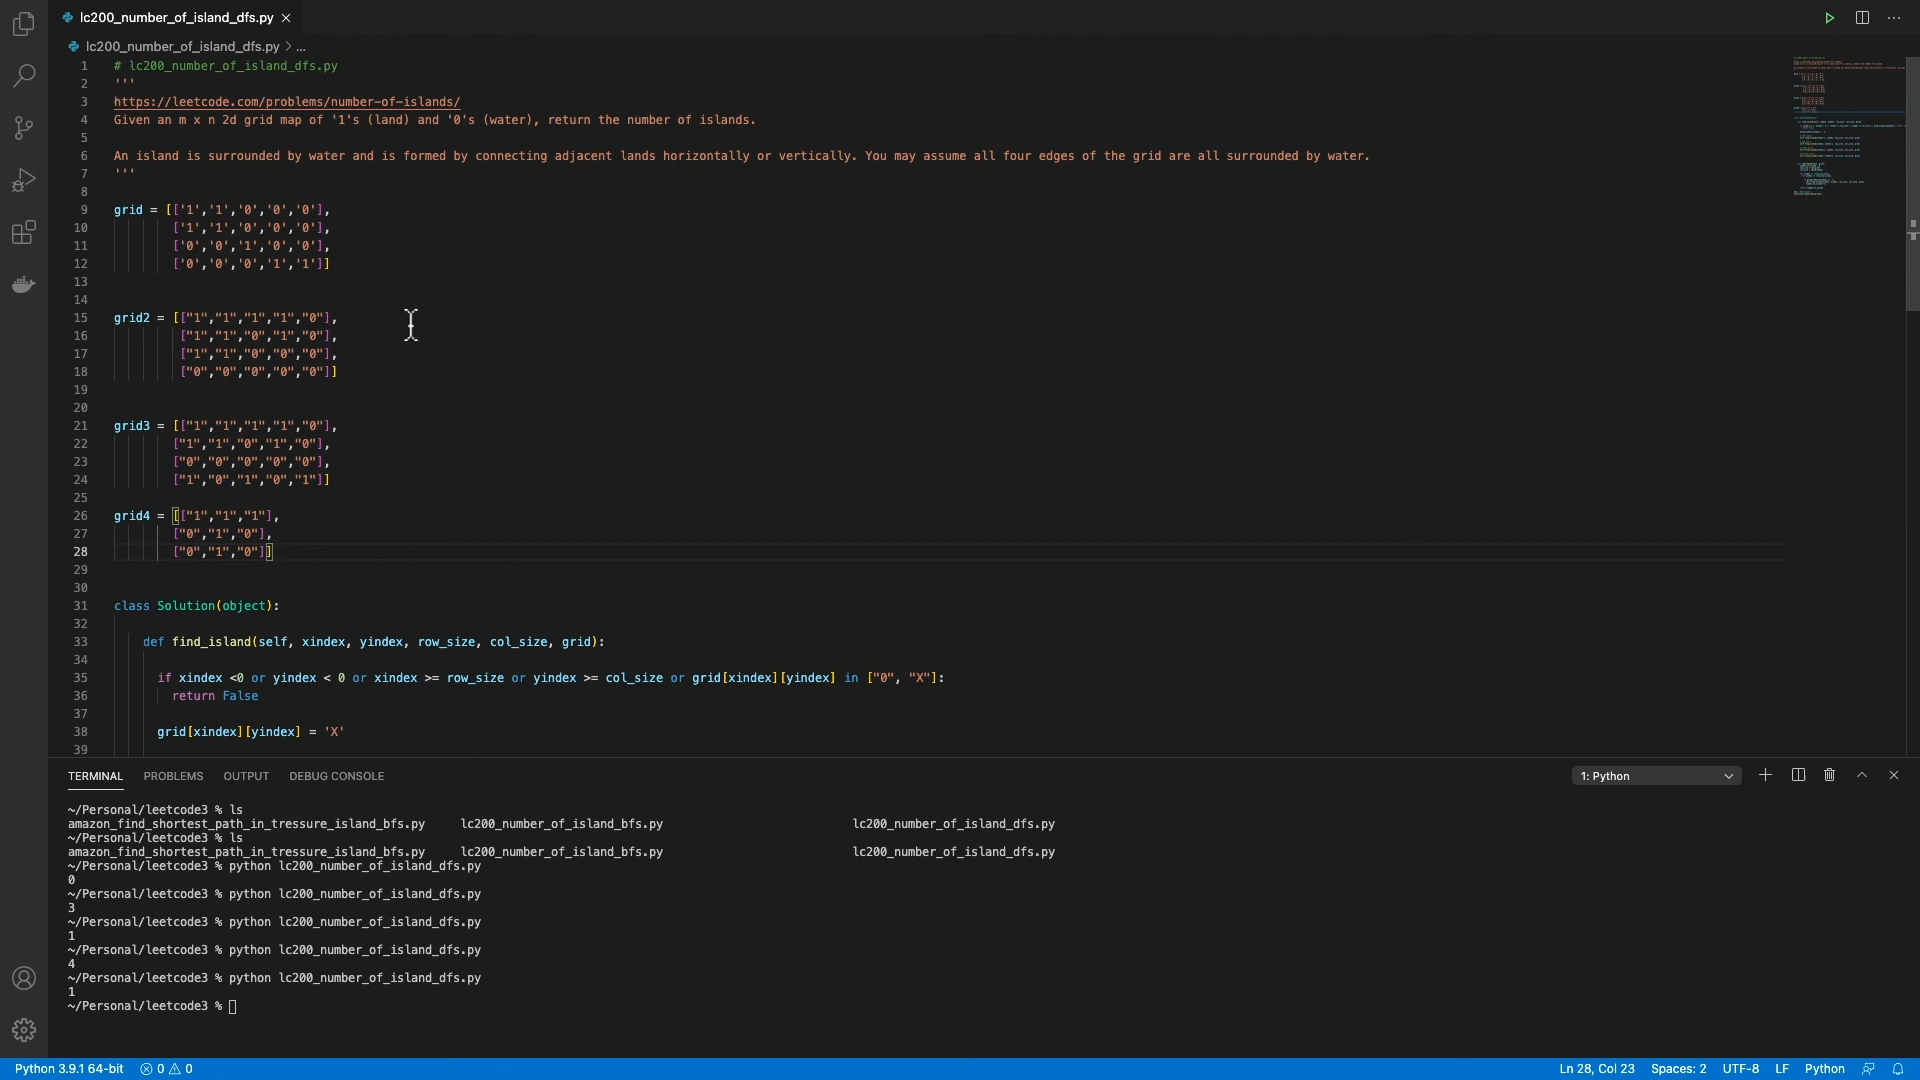 lc200_number_of_island_dfs.py
lc200_number_of_island_dfs.py > ...
1 # lc200_number_of_island_dfs.py
2 '''
3 https://leetcode.com/problems/number-of-islands/
4 Given an m x n 2d grid map of '1's (land) and '0's (water), return the number of islands.
5
6 An island is surrounded by water and is formed by connecting adjacent lands horizontally or vertically. You may assume all four edges of the grid are all surrounded by water.
7 '''
8
9 grid = [['1','1','0','0','0'],
10 ['1','1','0','0','0'],
11 ['0','0','1','0','0'],
12 ['0','0','0','1','1']]
13
14
15 grid2 = [["1","1","1","1","0"],
16 ["1","1","0","1","0"],
17 ["1","1","0","0","0"],
18 ["0","0","0","0","0"]]
19
20
21 grid3 = [["1","1","1","1","0"],
22 ["1","1","0","1","0"],
23 ["0","0","0","0","0"],
24 ["1","0","1","0","1"]]
25
26 grid4 = [["1","1","1"],
27 ["0","1","0"],
28 ["0","1","0"]]
29
30
31 class Solution(object):
32
33 def find_island(self, xindex, yindex, row_size, col_size, grid):
34
35 if xindex <0 or yindex < 0 or xindex >= row_size or yindex >= col_size or grid[xindex][yindex] in ["0", "X"]:
36 return False
37
38 grid[xindex][yindex] = 'X'
39
TERMINAL PROBLEMS OUTPUT DEBUG CONSOLE 1: Python
~/Personal/leetcode3 % ls
amazon_find_shortest_path_in_tressure_island_bfs.py lc200_number_of_island_bfs.py lc200_number_of_island_dfs.py
~/Personal/leetcode3 % ls
amazon_find_shortest_path_in_tressure_island_bfs.py lc200_number_of_island_bfs.py lc200_number_of_island_dfs.py
~/Personal/leetcode3 % python lc200_number_of_island_dfs.py
0
~/Personal/leetcode3 % python lc200_number_of_island_dfs.py
3
~/Personal/leetcode3 % python lc200_number_of_island_dfs.py
1
~/Personal/leetcode3 % python lc200_number_of_island_dfs.py
4
~/Personal/leetcode3 % python lc200_number_of_island_dfs.py
1
~/Personal/leetcode3 %
Python 3.9.1 64-bit 0 0 Ln 28, Col 23 Spaces: 2 UTF-8 LF Python